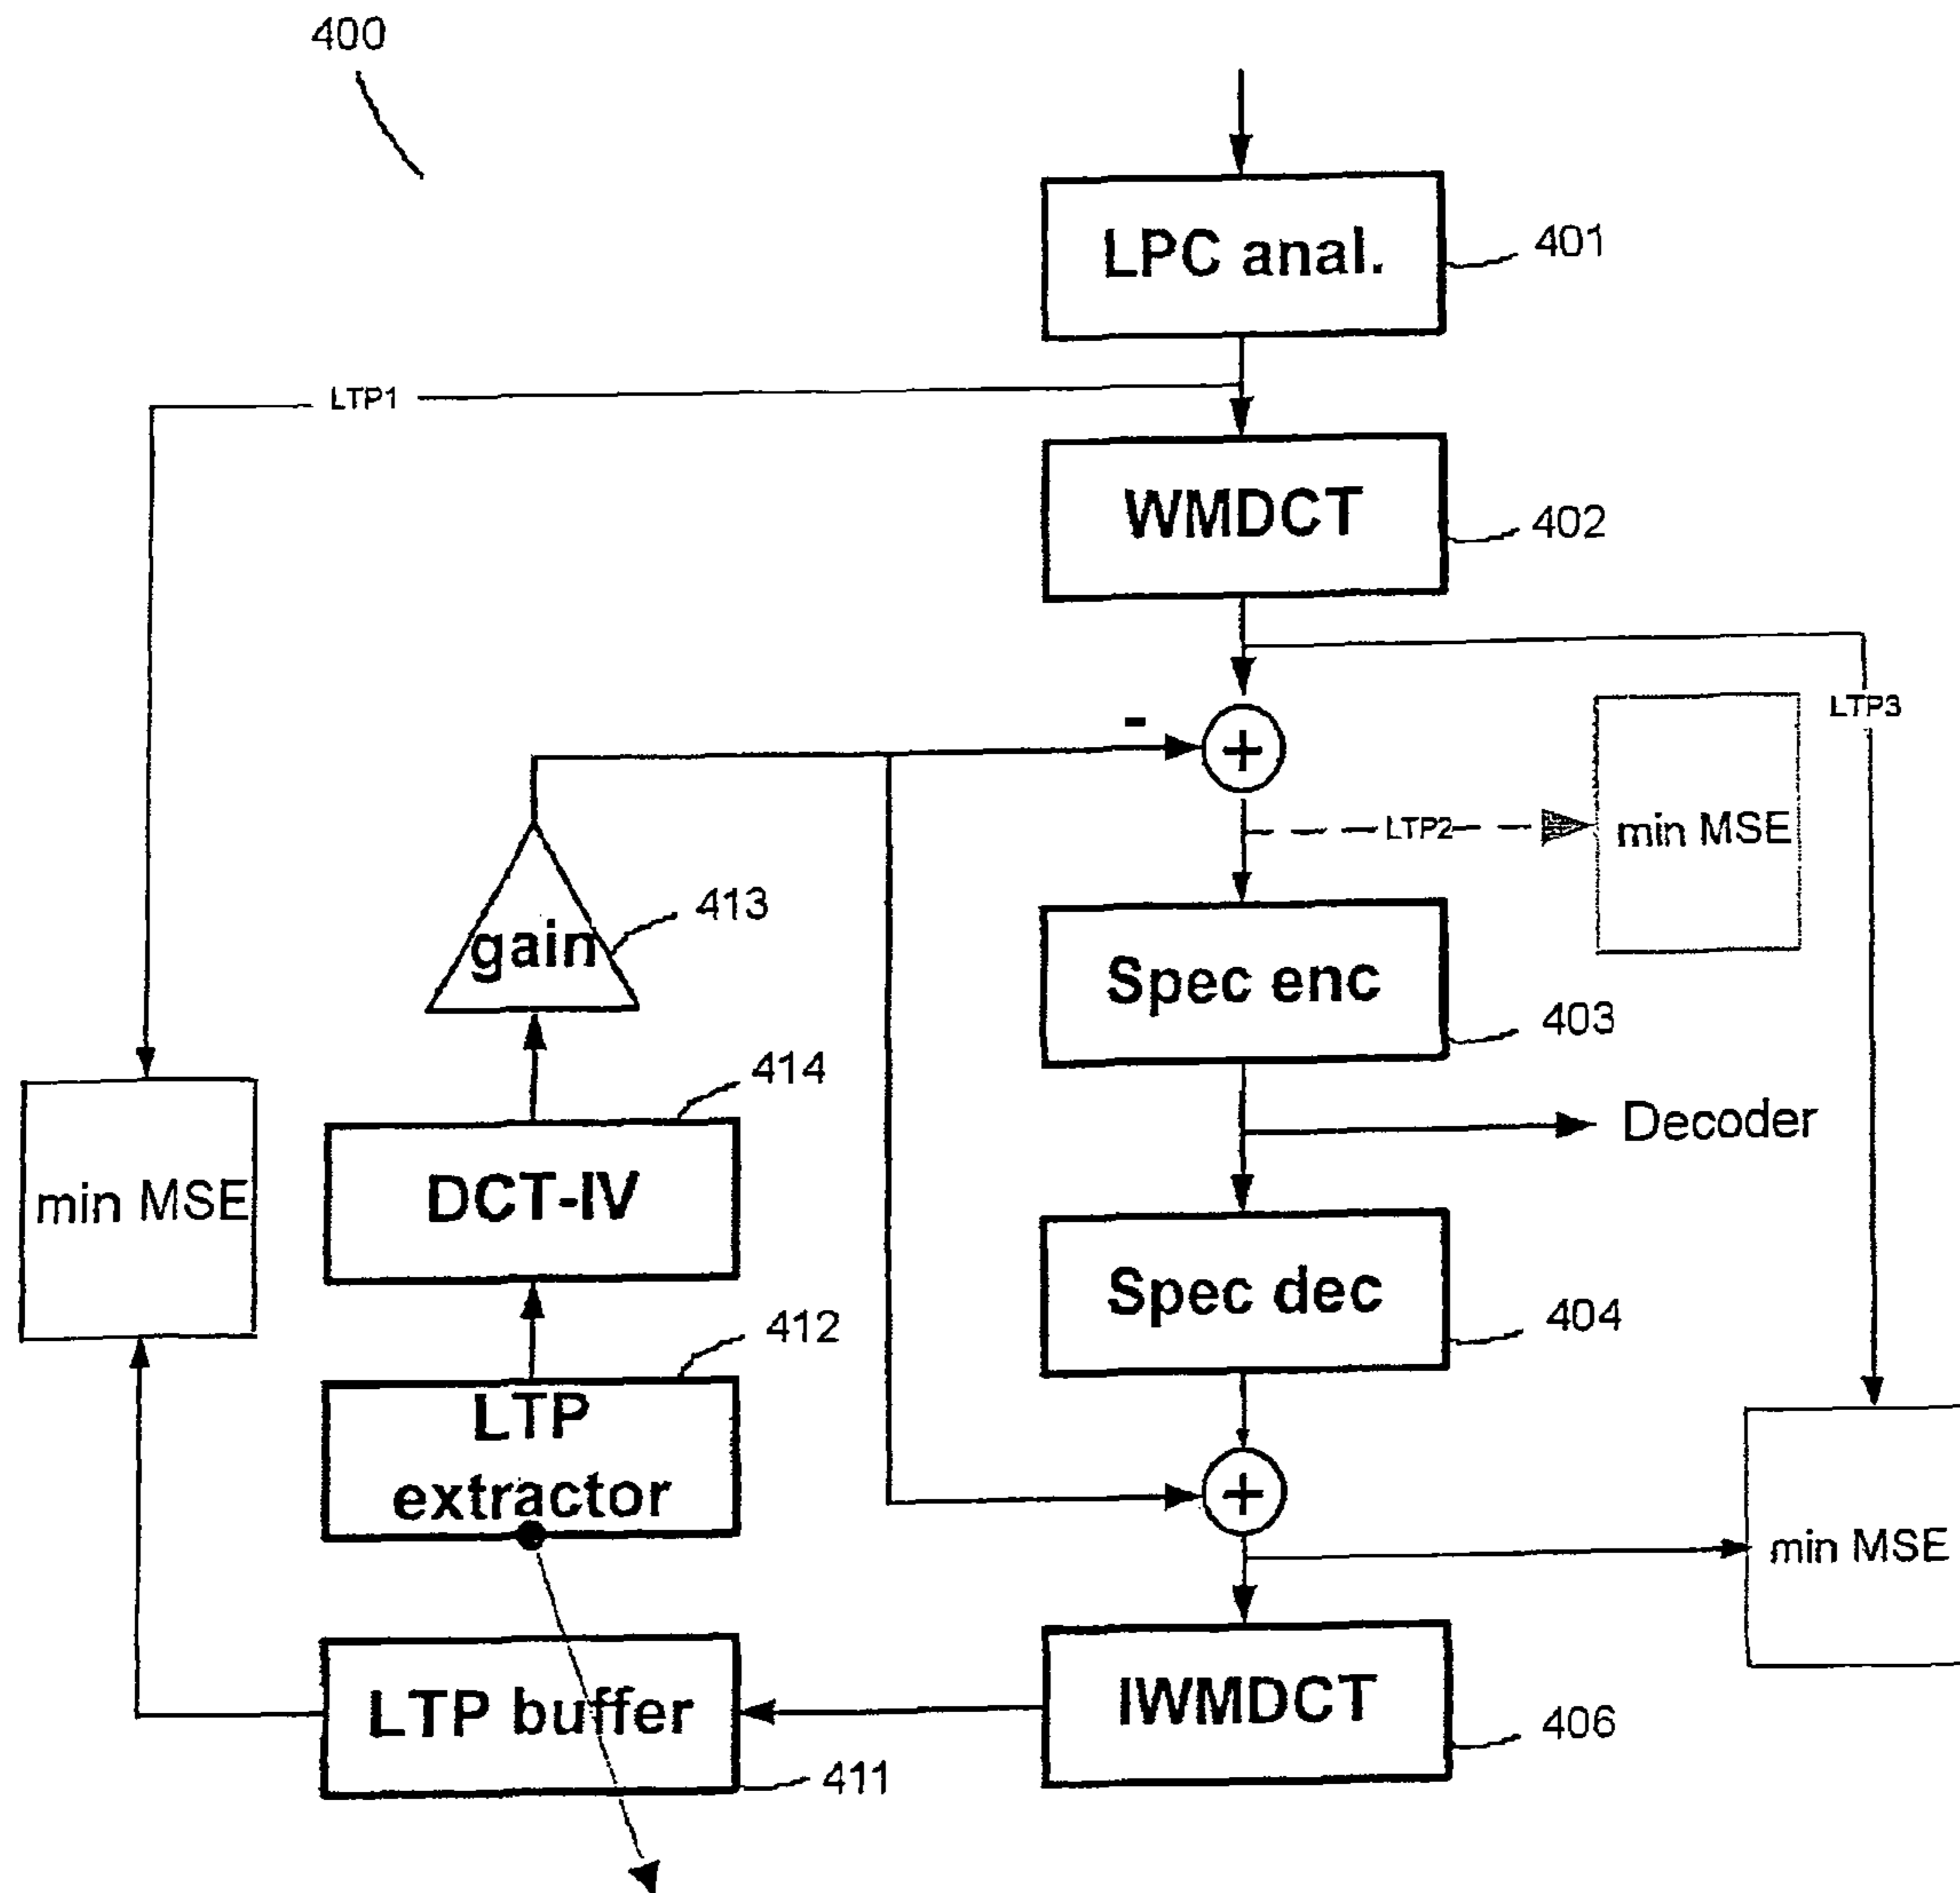 400
LPC anal.
401
LTP1
WMDCT
402
LTP3
-
+
LTP2
min MSE
gain
413
Spec enc
403
414
Decoder
DCT-IV
min MSE
Spec dec
404
412
LTP
extractor
+
min MSE
LTP buffer
411
IWMDCT
406